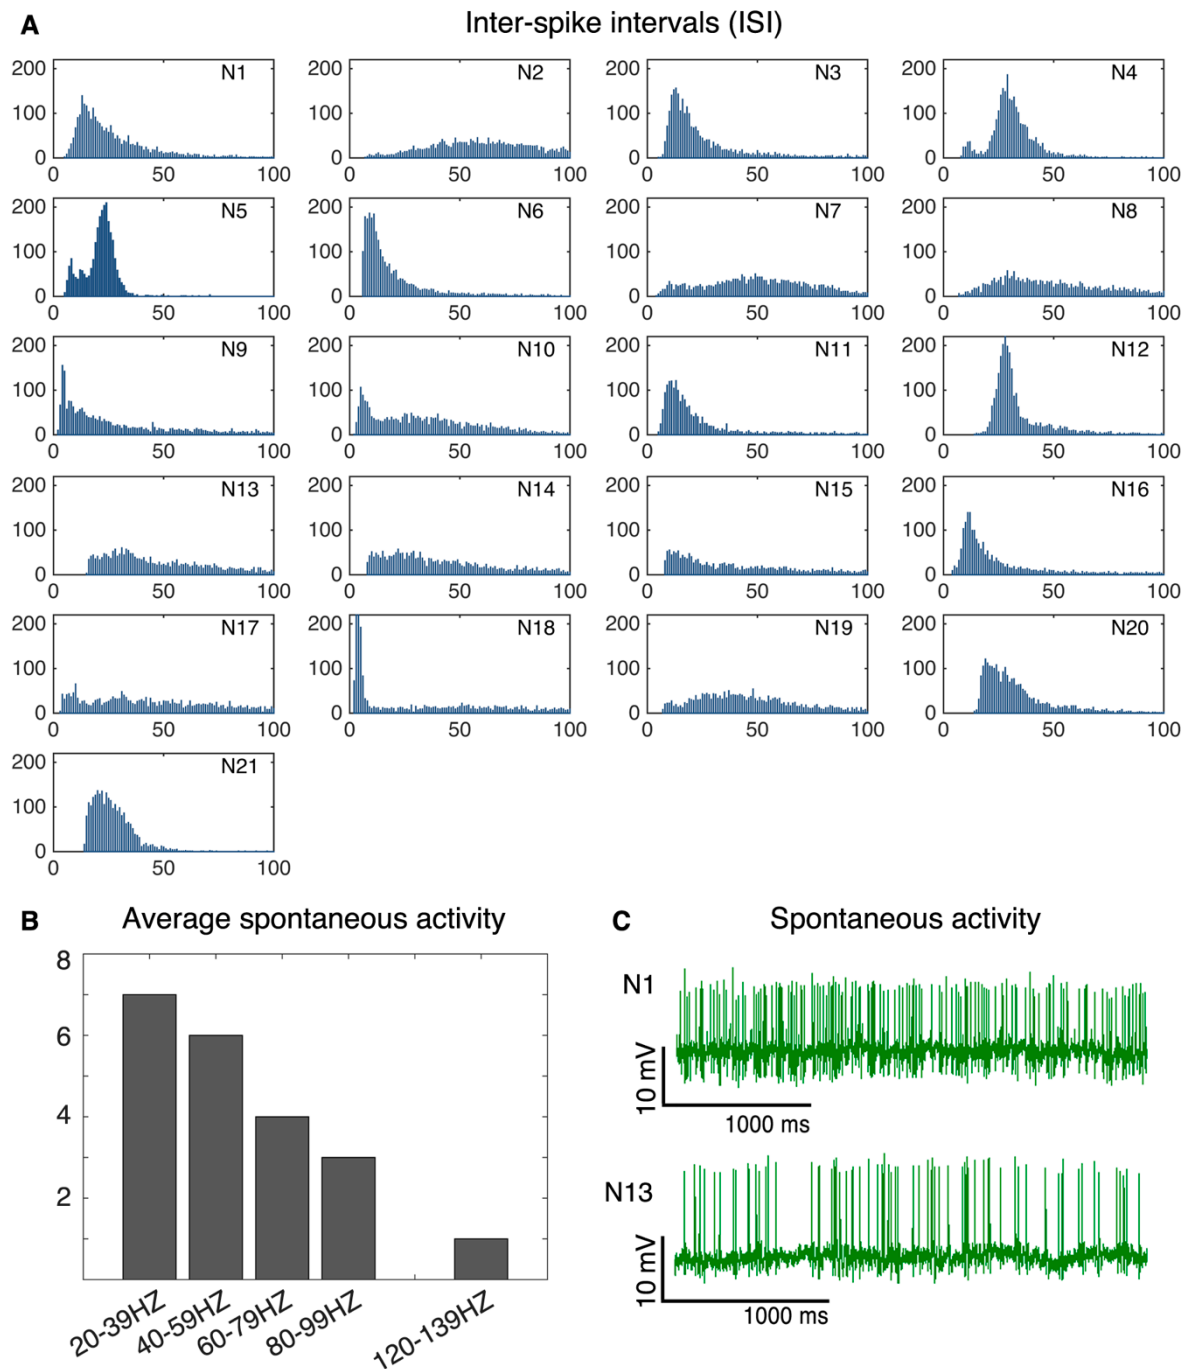 A Inter-spike intervals (ISI)
N1 N2 N3 N4
200 200 200 200
100 100 100 100
0 0 0 0
0 50 100 0 50 100 0 50 100 0 50 100
N5 N6 N7 N8
200 200 200 200
100 100 100 100
0 0 0 0
0 50 100 0 50 100 0 50 100 0 50 100
N9 N10 N11 N12
200 200 200 200
100 100 100 100
0 0 0 0
0 50 100 0 50 100 0 50 100 0 50 100
N13 N14 N15 N16
200 200 200 200
100 100 100 100
0 0 0 0
0 50 100 0 50 100 0 50 100 0 50 100
N17 N18 N19 N20
200 200 200 200
100 100 100 100
0 0 0 0
0 50 100 0 50 100 0 50 100 0 50 100
N21
200
100
0
0 50 100
B Average spontaneous activity
8
6
4
2
20-39HZ 40-59HZ 60-79HZ 80-99HZ 120-139HZ
C Spontaneous activity
N1
10 mV
1000 ms
N13
10 mV
1000 ms